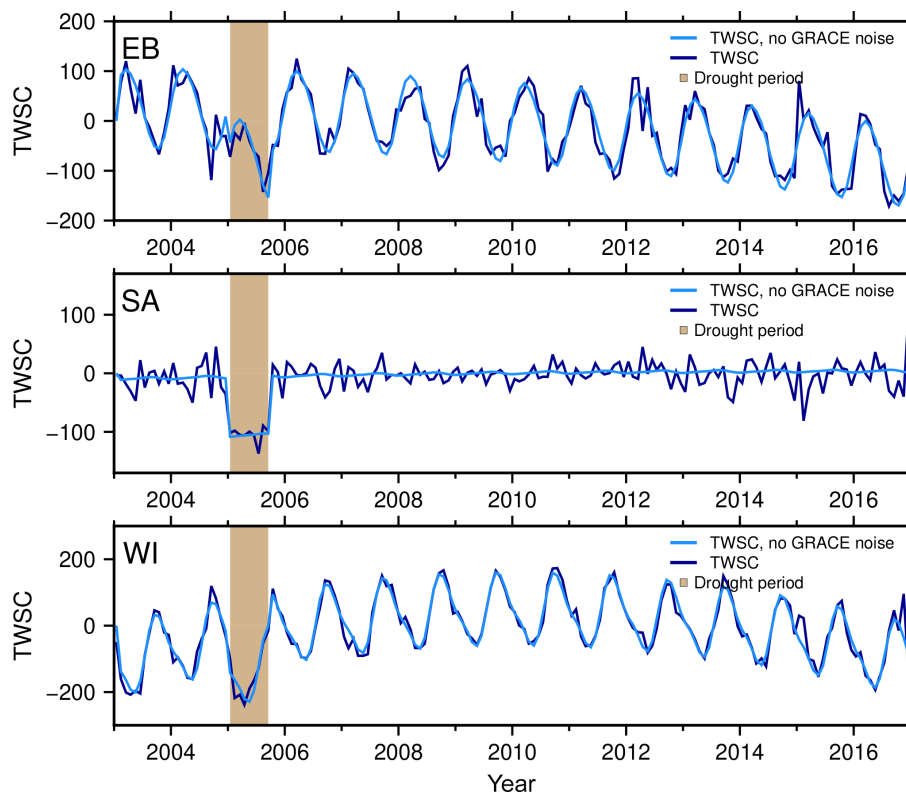 200
100
0
−100
−200
TWSC
EB
TWSC, no GRACE noise
TWSC
Drought period
2004 2006 2008 2010 2012 2014 2016
100
0
−100
TWSC
SA
TWSC, no GRACE noise
TWSC
Drought period
2004 2006 2008 2010 2012 2014 2016
200
0
−200
TWSC
WI
TWSC, no GRACE noise
TWSC
Drought period
2004 2006 2008 2010 2012 2014 2016
Year